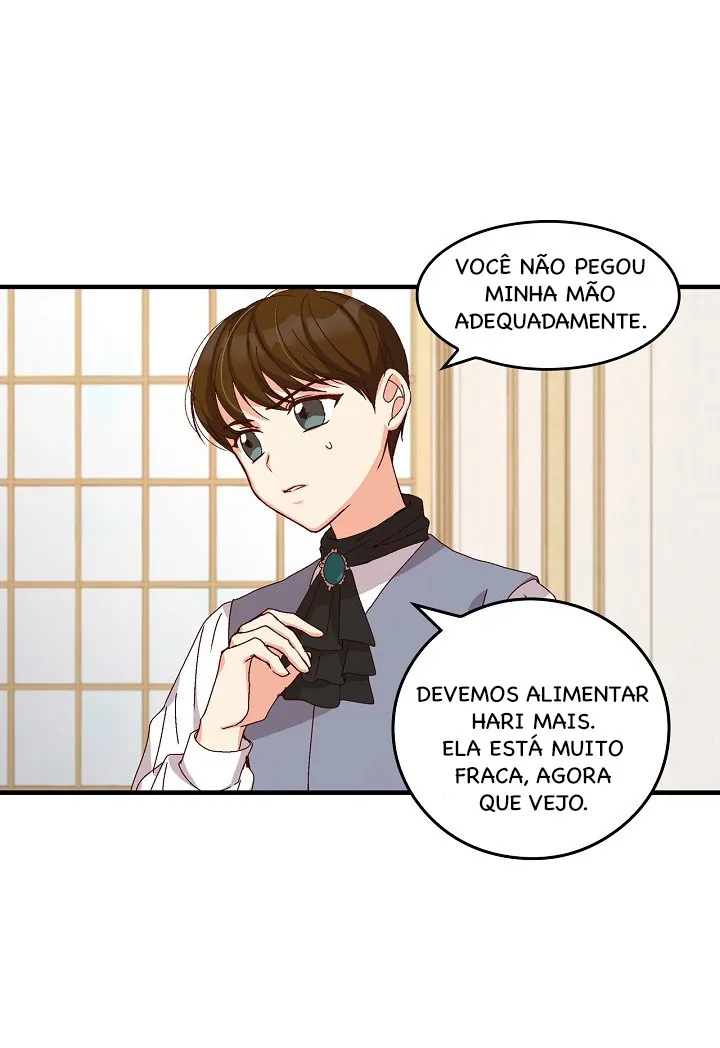 VOCÊ NÃO PEGOU
MINHA MÃO
ADEQUADAMENTE.
DEVEMOS ALIMENTAR
HARI MAIS.
ELA ESTÁ MUITO
FRACA, AGORA
QUE VEJO.